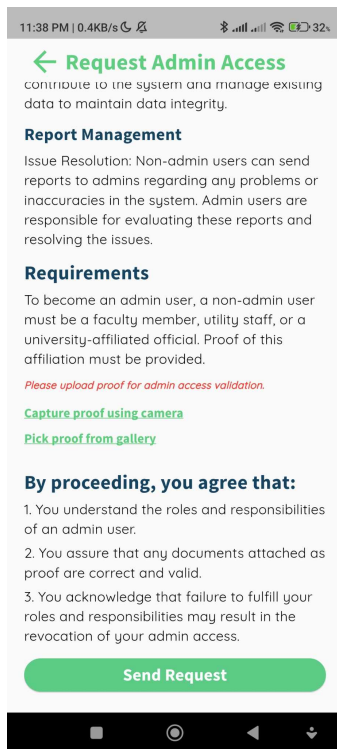 11:38 PM | 0.4KB/s 32%
Request Admin Access
contribute to the system and manage existing
data to maintain data integrity.
Report Management
Issue Resolution: Non-admin users can send
reports to admins regarding any problems or
inaccuracies in the system. Admin users are
responsible for evaluating these reports and
resolving the issues.
Requirements
To become an admin user, a non-admin user
must be a faculty member, utility staff, or a
university-affiliated official. Proof of this
affiliation must be provided.
Please upload proof for admin access validation.
Capture proof using camera
Pick proof from gallery
By proceeding, you agree that:
1. You understand the roles and responsibilities
of an admin user.
2. You assure that any documents attached as
proof are correct and valid.
3. You acknowledge that failure to fulfill your
roles and responsibilities may result in the
revocation of your admin access.
Send Request